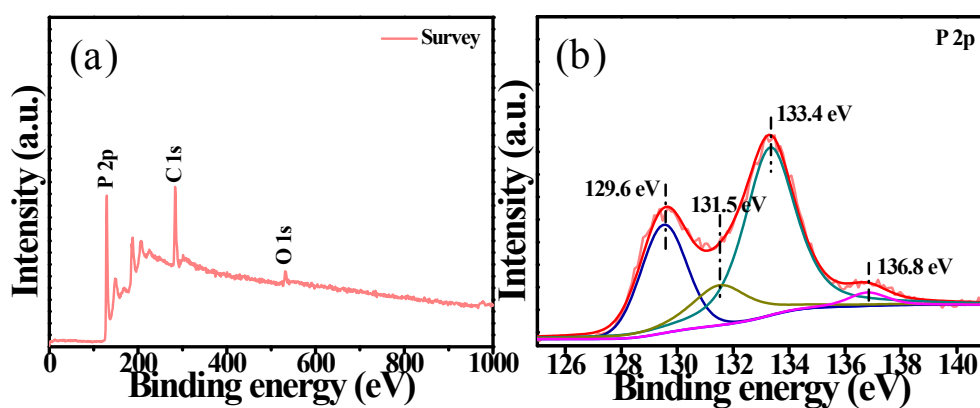 (a)
Survey
P 2p
C 1s
O 1s
Intensity (a.u.)
0 200 400 600 800 1000
Binding energy (eV)
(b)
P 2p
129.6 eV
131.5 eV
133.4 eV
136.8 eV
Intensity (a.u.)
126 128 130 132 134 136 138 140
Binding energy (eV)